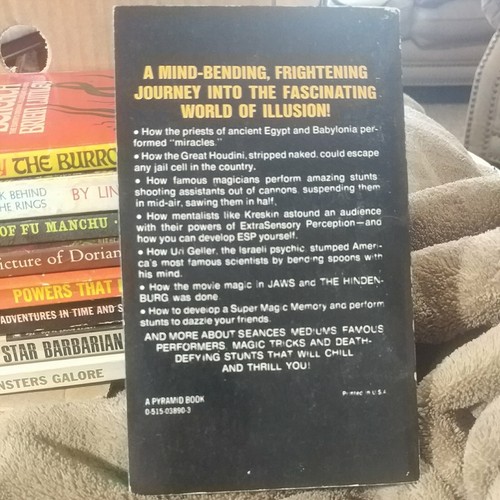 A MIND-BENDING, FRIGHTENING
JOURNEY INTO THE FASCINATING
WORLD OF ILLUSION!
• How the priests of ancient Egypt and Babylonia per-
formed "miracles."
• How the Great Houdini, stripped naked, could escape
any jail cell in the country.
• How famous magicians perform amazing stunts
shooting assistants out of cannons, suspending them
in mid-air, sawing them in half.
• How mentalists like Kreskin astound an audience
with their powers of ExtraSensory Perception—and
how you can develop ESP yourself.
• How Uri Geller, the Israeli psychic, stumped Ameri-
ca's most famous scientists by bending spoons with
his mind.
• How the movie magic in JAWS and THE HINDEN-
BURG was done.
• How to develop a Super Magic Memory and perform
stunts to dazzle your friends.
AND MORE ABOUT SEANCES, MEDIUMS, FAMOUS
PERFORMERS, MAGIC TRICKS AND DEATH-
DEFYING STUNTS THAT WILL CHILL
AND THRILL YOU!
A PYRAMID BOOK
0-515-03890-3
Printed in U.S.A.
THE BURRO
K BEHIND
THE RINGS
BY LIN
OF FU MANCHU
icture of Dorian
POWERS THAT
ADVENTURES IN TIME AND S
STAR BARBARIAN
NSTERS GALORE